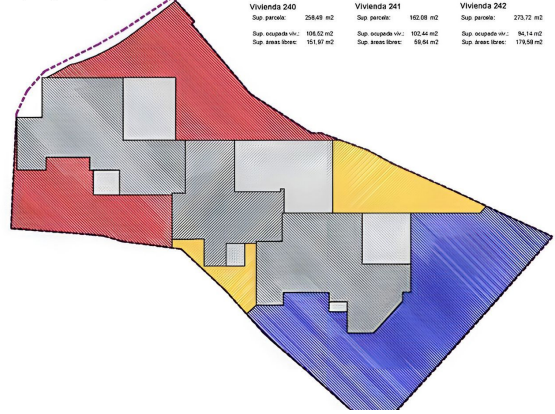 Vivienda 240 Vivienda 241 Vivienda 242
Sup. parcela: 258,49 m2 Sup. parcela: 162,08 m2 Sup. parcela: 273,72 m2
Sup. ocupada viv.: 106,62 m2 Sup. ocupada viv.: 102,44 m2 Sup. ocupada viv.: 94,14 m2
Sup. áreas libres: 151,97 m2 Sup. áreas libres: 59,64 m2 Sup. áreas libres: 179,58 m2